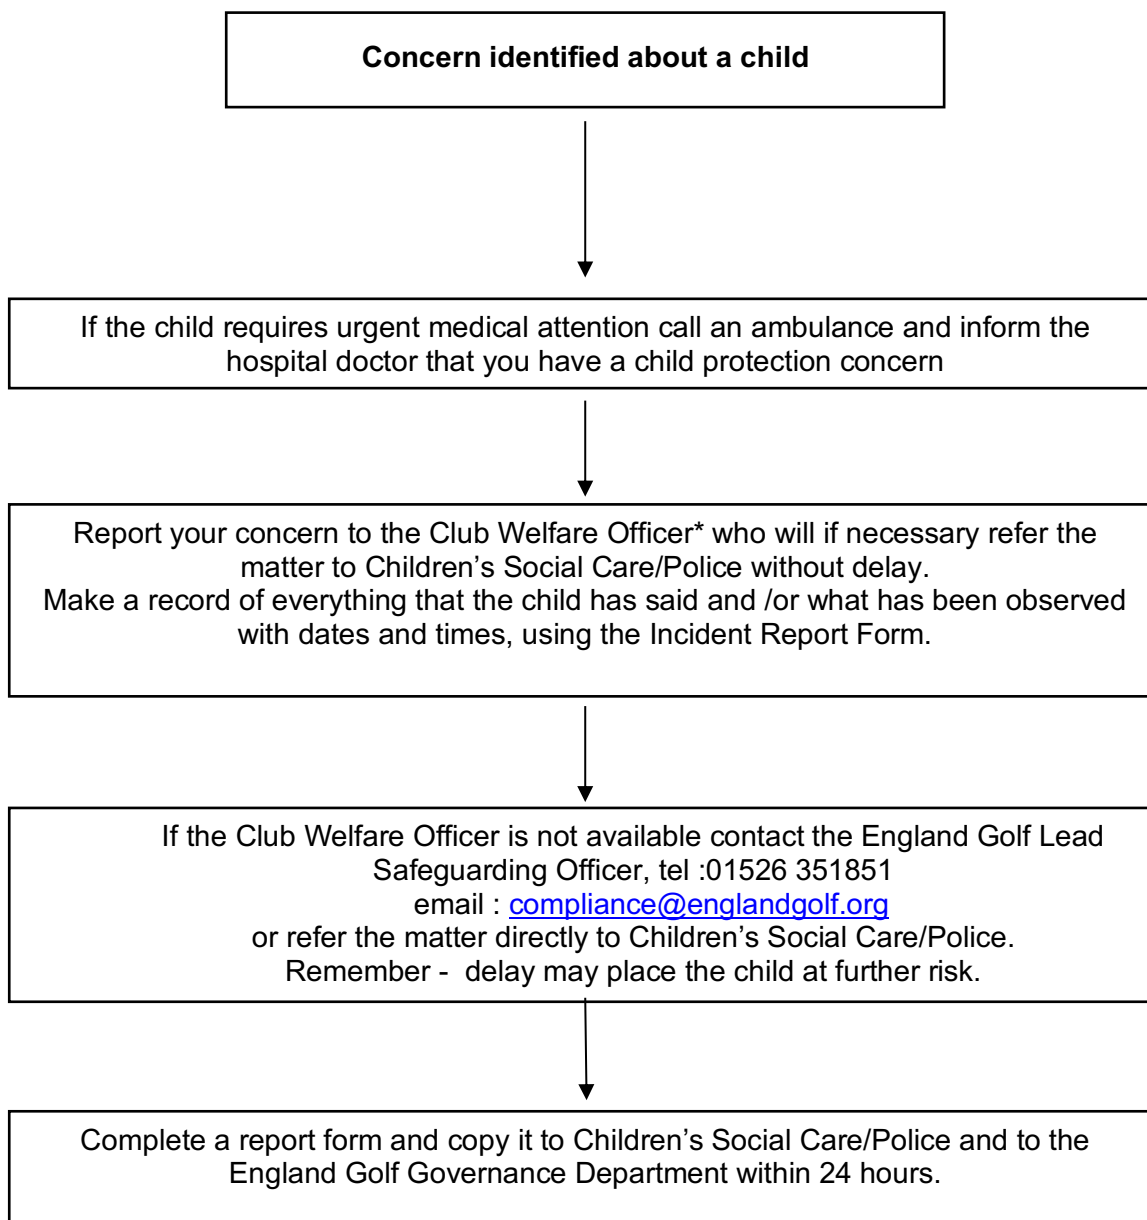 Concern identified about a child
If the child requires urgent medical attention call an ambulance and inform the
hospital doctor that you have a child protection concern
Report your concern to the Club Welfare Officer* who will if necessary refer the
matter to Children’s Social Care/Police without delay.
Make a record of everything that the child has said and /or what has been observed
with dates and times, using the Incident Report Form.
If the Club Welfare Officer is not available contact the England Golf Lead
Safeguarding Officer, tel :01526 351851
email : compliance@englandgolf.org
or refer the matter directly to Children’s Social Care/Police.
Remember -  delay may place the child at further risk.
Complete a report form and copy it to Children’s Social Care/Police and to the
England Golf Governance Department within 24 hours.